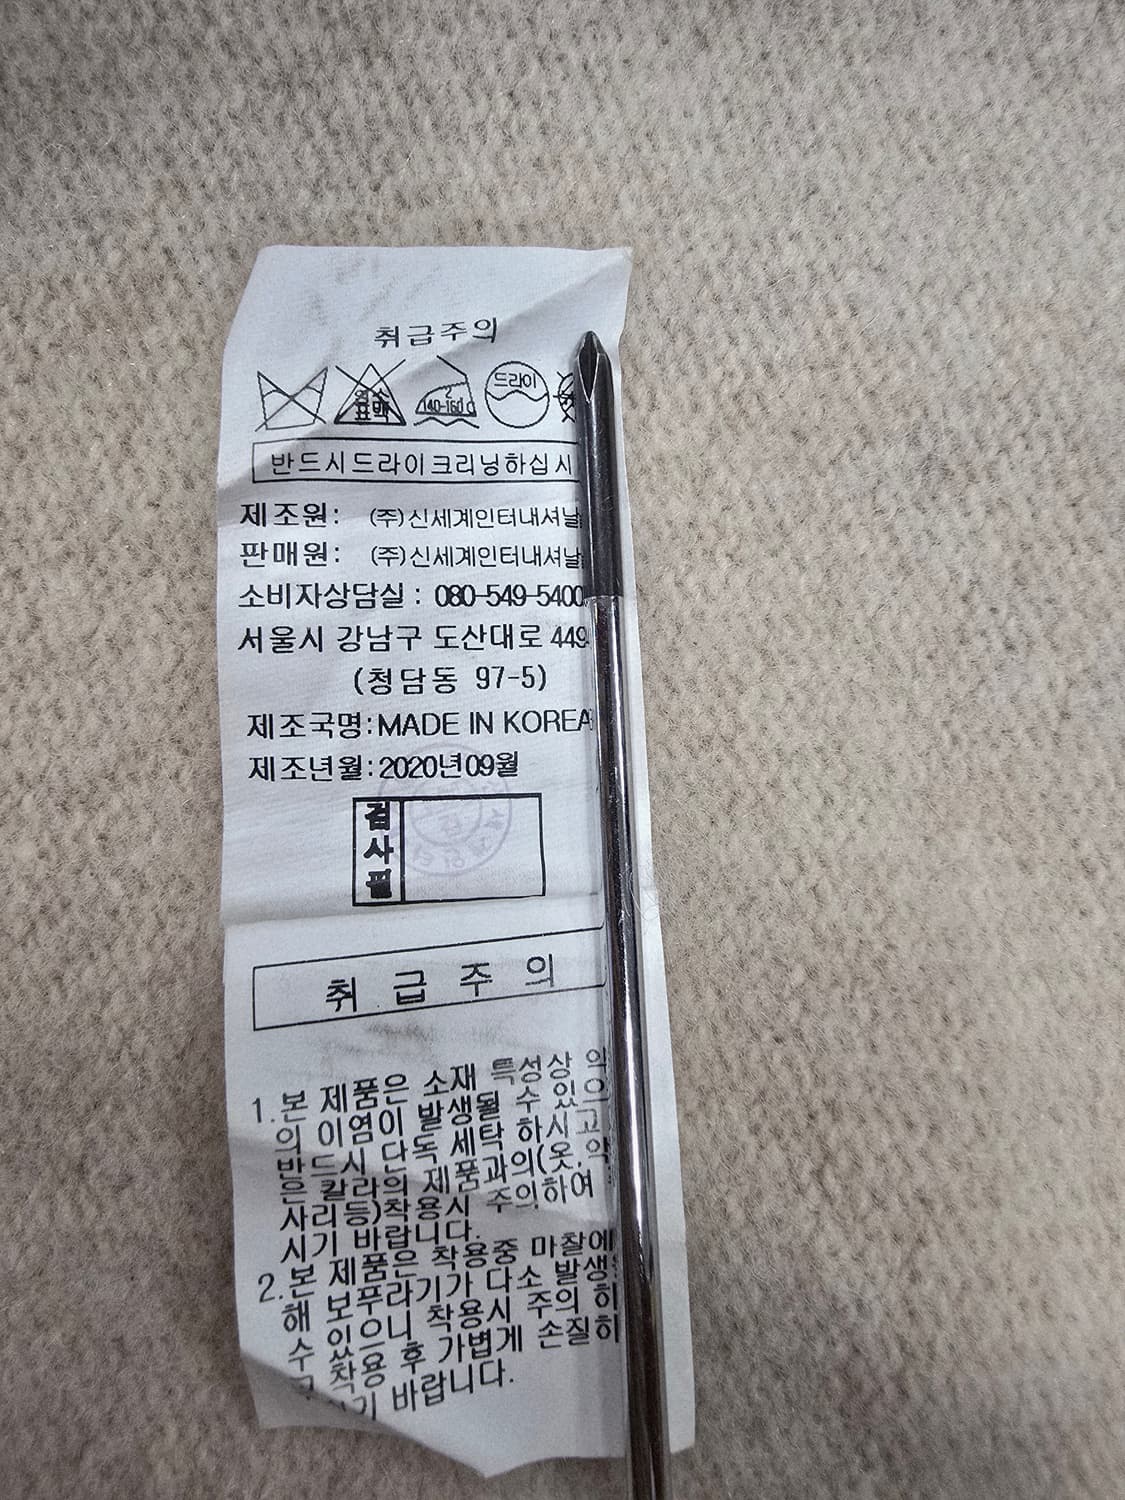 취급주의
염소
표백
2
140-160℃
드라이
반드시드라이크리닝하십시
제조원: (주)신세계인터내셔날
판매원: (주)신세계인터내셔날
소비자상담실 : 080-549-5400
서울시 강남구 도산대로 449
(청담동 97-5)
제조국명:MADE IN KOREA
제조년월:2020년09월
검
사
필
취 급 주 의
1.본 제품은 소재 특성상 약
의 이염이 발생될 수 있으
반드시 단독 세탁 하시고
은 칼라의 제품과의(옷,악
사리등)착용시 주의하여
시기 바랍니다.
2.본 제품은 착용중 마찰에
해 보푸라기가 다소 발생
수 있으니 착용시 주의 하
고 착용 후 가볍게 손질하
시기 바랍니다.